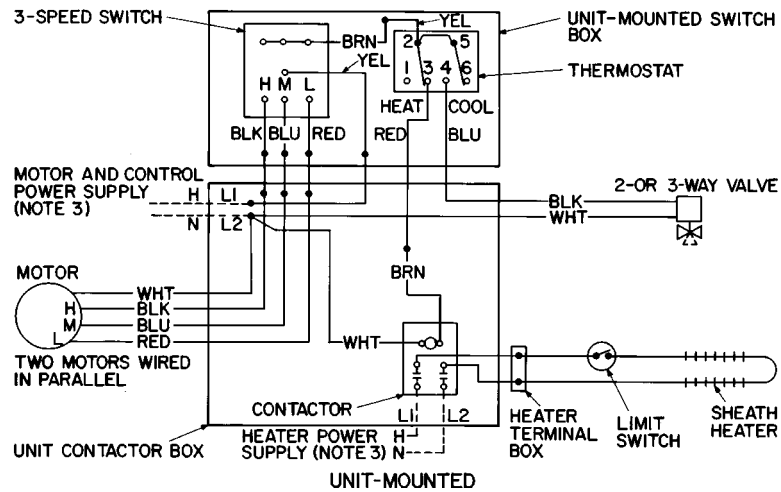 3-SPEED SWITCH
BRN
YEL
YEL
UNIT-MOUNTED SWITCH
BOX
2 5
1 3 4 6
THERMOSTAT
H M L
HEAT COOL
BLK BLU RED RED BLU
MOTOR AND CONTROL
POWER SUPPLY
(NOTE 3)
H L1
N L2
2-OR 3-WAY VALVE
BLK
WHT
BRN
MOTOR
H
M
L
WHT
BLK
BLU
RED
TWO MOTORS WIRED
IN PARALLEL
WHT
CONTACTOR
L1 L2
HEATER POWER
SUPPLY (NOTE 3)
H
N
UNIT CONTACTOR BOX
HEATER
TERMINAL
BOX
LIMIT
SWITCH
SHEATH
HEATER
UNIT-MOUNTED